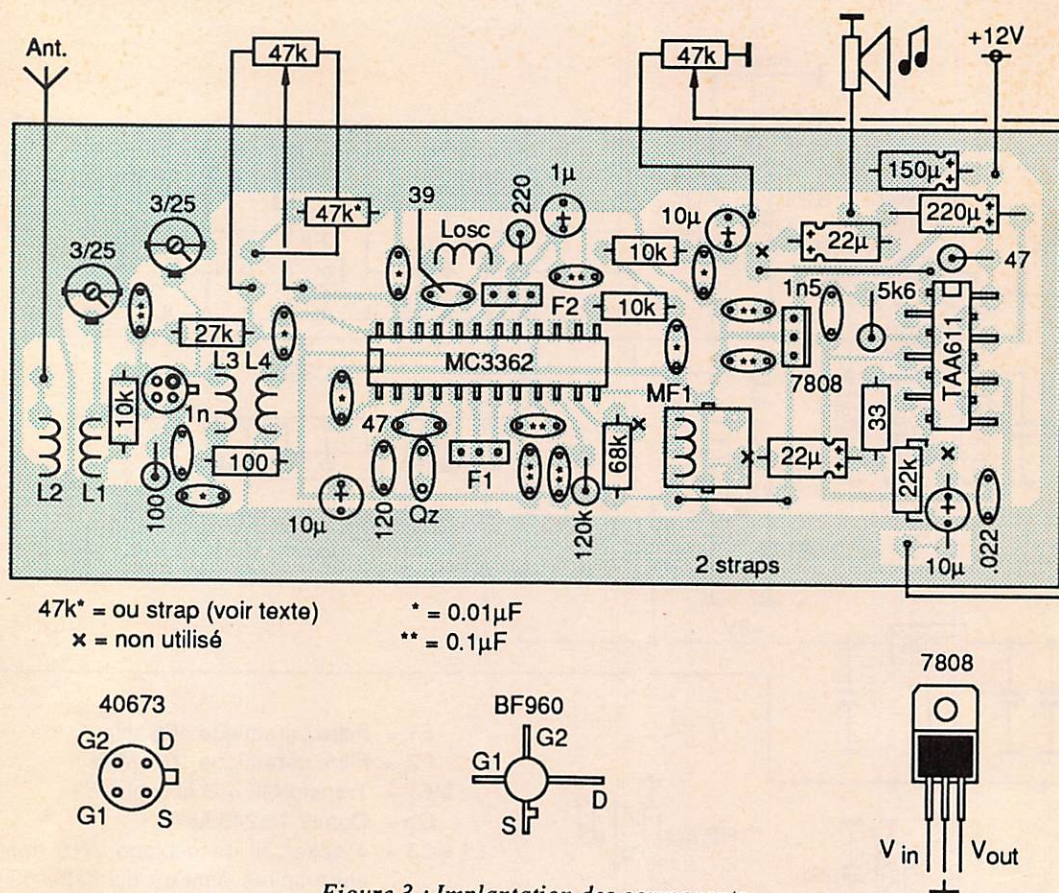 Ant.
47k
47k
+12V
3/25
3/25
47k*
39
Losc
220
1µ
10µ
10k
150µ
220µ
22µ
47
27k
F2
10k
1n5
5k6
L3 L4
MC3362
7808
TAA611
10k
1n
47
MF1
33
L2
L1
100
100
10µ
120
Qz
F1
120k
68k
22µ
22k
10µ
.022
2 straps
47k* = ou strap (voir texte)
* = 0.01µF
x = non utilisé
** = 0.1µF
40673
G2 D
G1 S
BF960
G2
G1
D
S
7808
V in
Vout
Figure 3 : Implantation des composants